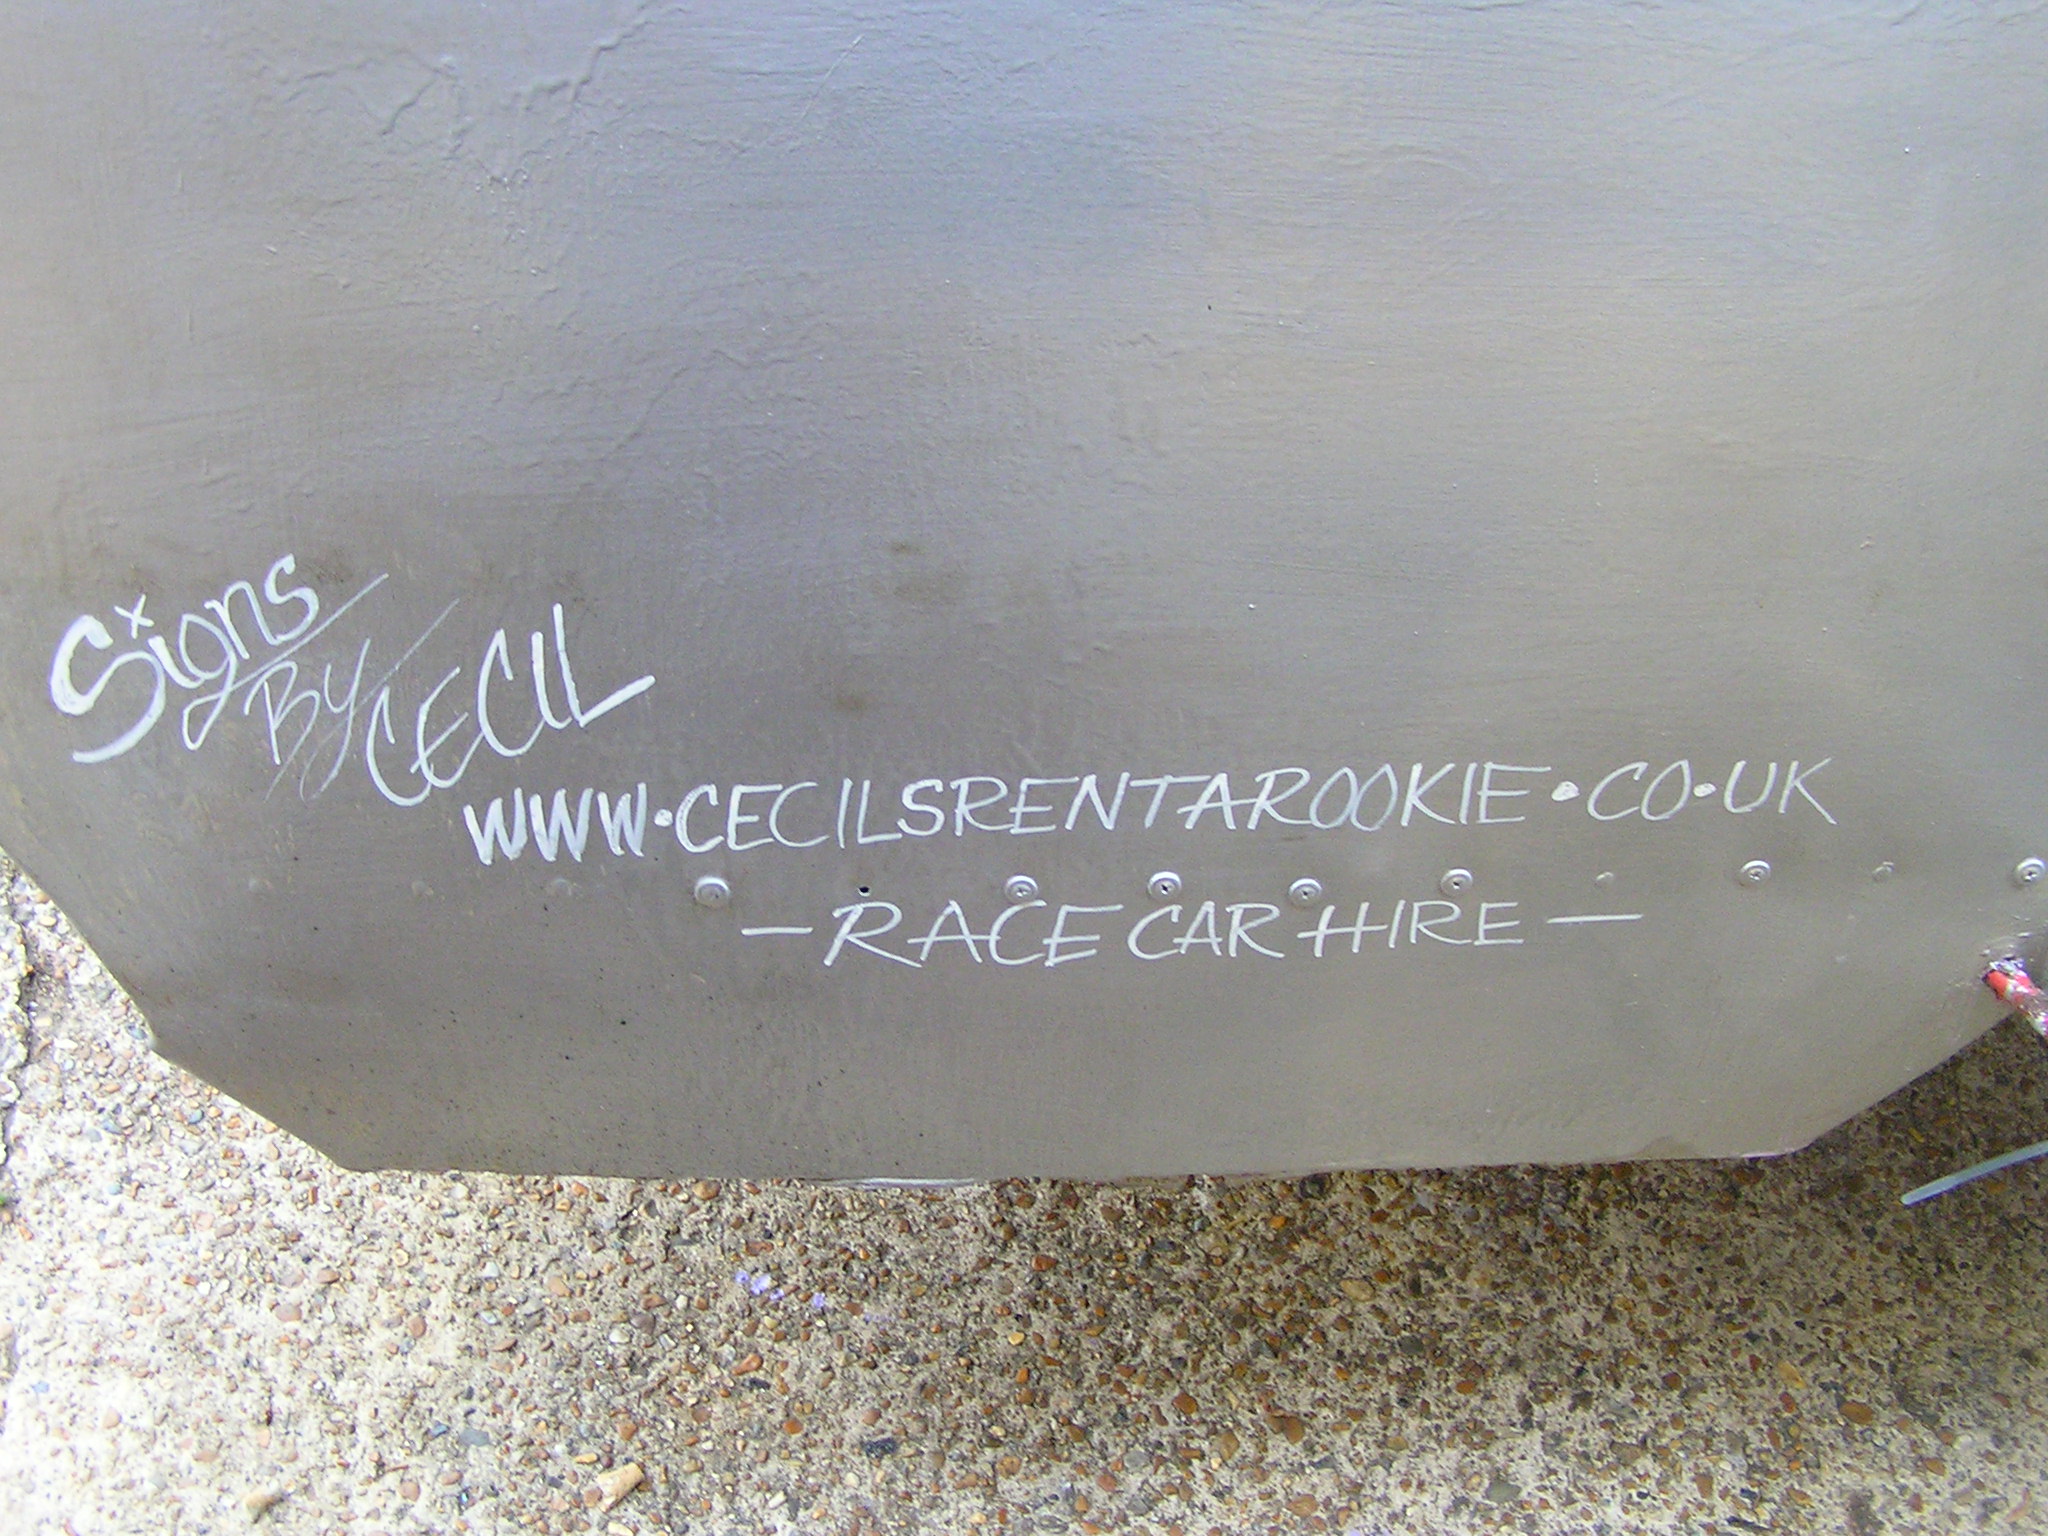 Signs
BY CECIL
WWW.CECILSRENTAROOKIE.CO.UK
— RACE CAR HIRE —